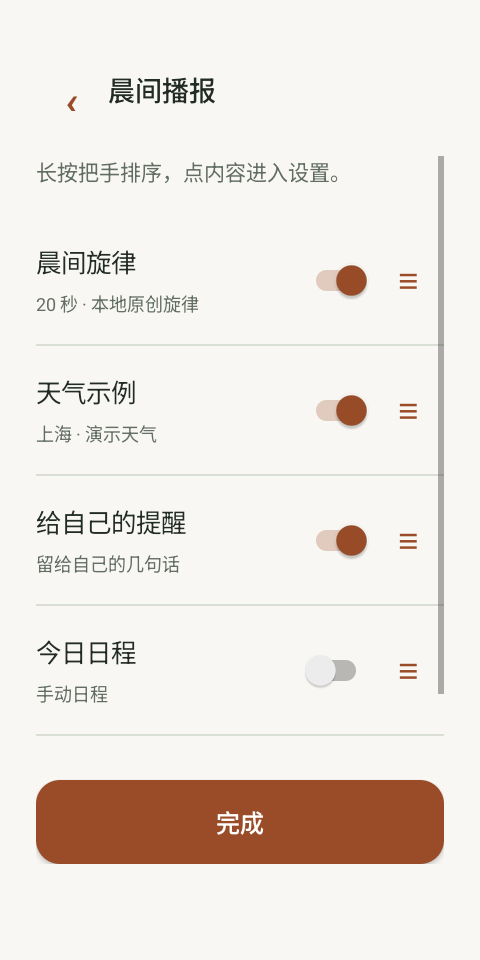 晨间播报
长按把手排序，点内容进入设置。
晨间旋律
20 秒 · 本地原创旋律
天气示例
上海 · 演示天气
给自己的提醒
留给自己的几句话
今日日程
手动日程
完成